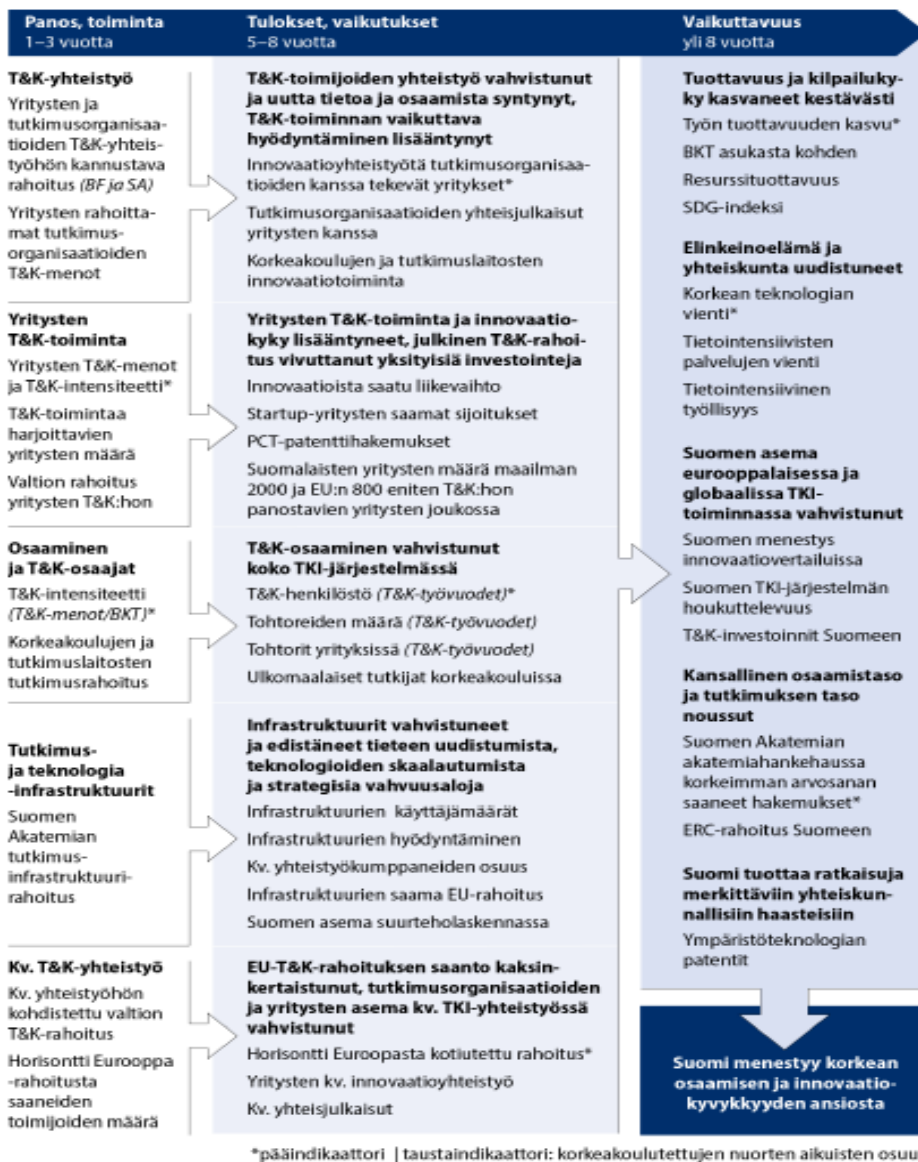 Panos, toiminta
1–3 vuotta
Tulokset, vaikutukset
5–8 vuotta
Vaikuttavuus
yli 8 vuotta
T&K-yhteistyö
Yritysten ja
tutkimusorganisaa-
tioiden T&K-yhteis-
työhön kannustava
rahoitus (BF ja SA)
Yritysten rahoitta-
mat tutkimus-
organisaatioiden
T&K-menot
T&K-toimijoiden yhteistyö vahvistunut
ja uutta tietoa ja osaamista syntynyt,
T&K-toiminnan vaikuttava
hyödyntäminen lisääntynyt
Innovaatioyhteistyötä tutkimusorganisaa-
tioiden kanssa tekevät yritykset*
Tutkimusorganisaatioiden yhteisjulkaisut
yritysten kanssa
Korkeakoulujen ja tutkimuslaitosten
innovaatiotoiminta
Yritysten
T&K-toiminta
Yritysten T&K-menot
ja T&K-intensiteetti*
T&K-toimintaa
harjoittavien
yritysten määrä
Valtion rahoitus
yritysten T&K:hon
Yritysten T&K-toiminta ja innovaatio-
kyky lisääntyneet, julkinen T&K-rahoi-
tus vivuttanut yksityisiä investointeja
Innovaatioista saatu liikevaihto
Startup-yritysten saamat sijoitukset
PCT-patenttihakemukset
Suomalaisten yritysten määrä maailman
2000 ja EU:n 800 eniten T&K:hon
panostavien yritysten joukossa
Osaaminen
ja T&K-osaajat
T&K-intensiteetti
(T&K-menot/BKT)*
Korkeakoulujen ja
tutkimuslaitosten
tutkimusrahoitus
T&K-osaaminen vahvistunut
koko TKI-järjestelmässä
T&K-henkilöstö (T&K-työvuodet)*
Tohtoreiden määrä (T&K-työvuodet)
Tohtorit yrityksissä (T&K-työvuodet)
Ulkomaalaiset tutkijat korkeakouluissa
Tutkimus-
ja teknologia
-infrastruktuurit
Suomen
Akatemian
tutkimus-
infrastruktuuri-
rahoitus
Infrastruktuurit vahvistuneet
ja edistäneet tieteen uudistumista,
teknologioiden skaalautumista
ja strategisia vahvuusaloja
Infrastruktuurien käyttäjämäärät
Infrastruktuurien hyödyntäminen
Kv. yhteistyökumppaneiden osuus
Infrastruktuurien saama EU-rahoitus
Suomen asema suurteholaskennassa
Kv. T&K-yhteistyö
Kv. yhteistyöhön
kohdistettu valtion
T&K-rahoitus
Horisontti Eurooppa
-rahoitusta
saaneiden
toimijoiden määrä
EU-T&K-rahoituksen saanto kaksin-
kertaistunut, tutkimusorganisaatioiden
ja yritysten asema kv. TKI-yhteistyössä
vahvistunut
Horisontti Euroopasta kotiutettu rahoitus*
Yritysten kv. innovaatioyhteistyö
Kv. yhteisjulkaisut
Tuottavuus ja kilpailuky-
ky kasvaneet kestävästi
Työn tuottavuuden kasvu*
BKT asukasta kohden
Resurssituottavuus
SDG-indeksi
Elinkeinoelämä ja
yhteiskunta uudistuneet
Korkean teknologian
vienti*
Tietointensiivisten
palvelujen vienti
Tietointensiivinen
työllisyys
Suomen asema
eurooppalaisessa ja
globaalissa TKI-
toiminnassa vahvistunut
Suomen menestys
innovaatiovertailuissa
Suomen TKI-järjestelmän
houkuttelevuus
T&K-investoinnit Suomeen
Kansallinen osaamistaso
ja tutkimuksen taso
noussut
Suomen Akatemian
akatemiahankehaussa
korkeimman arvosanan
saaneet hakemukset*
ERC-rahoitus Suomeen
Suomi tuottaa ratkaisuja
merkittäviin yhteiskun-
nallisiin haasteisiin
Ympäristöteknologian
patentit
Suomi menestyy korkean
osaamisen ja innovaatio-
kyvykkyyden ansiosta
*pääindikaattori | taustaindikaattori: korkeakoulutettujen nuorten aikuisten osuu